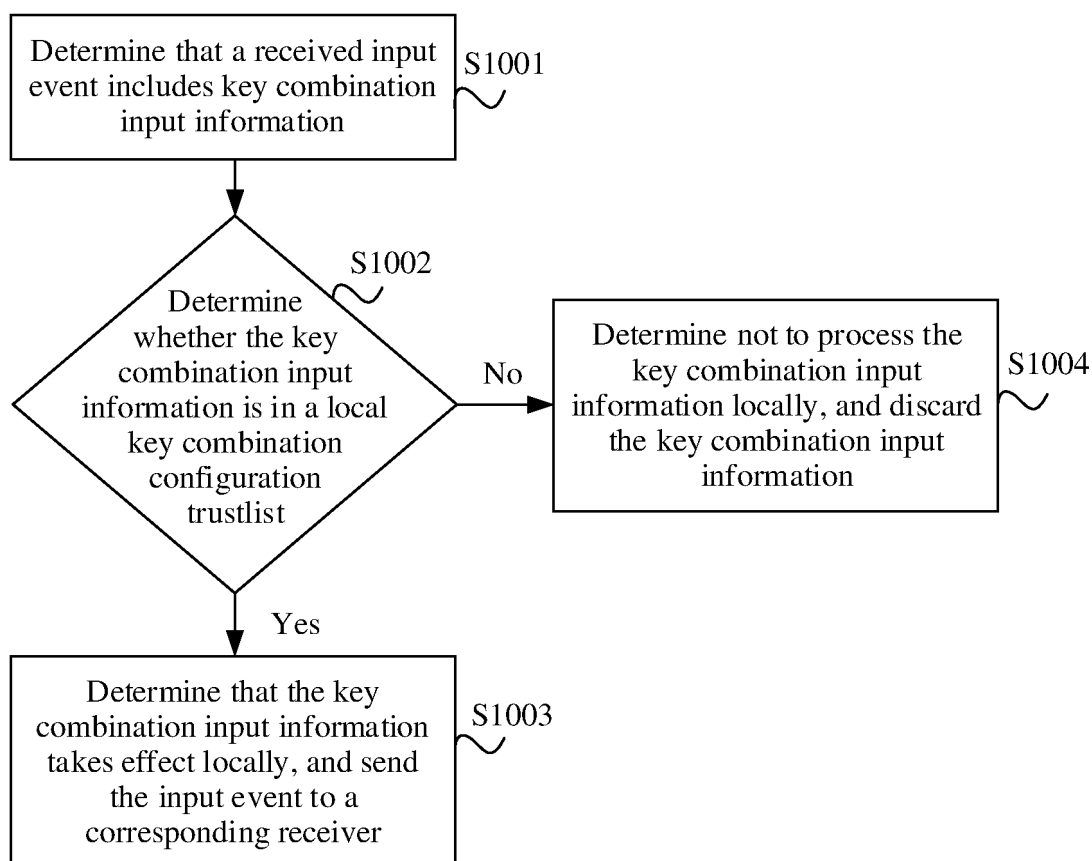 Determine that a received input
event includes key combination
input information
S1001
S1002
Determine
whether the key
combination input
information is in a local
key combination
configuration
trustlist
No
Determine not to process the
key combination input
information locally, and discard
the key combination input
information
S1004
Yes
Determine that the key
combination input information
takes effect locally, and send
the input event to a
corresponding receiver
S1003